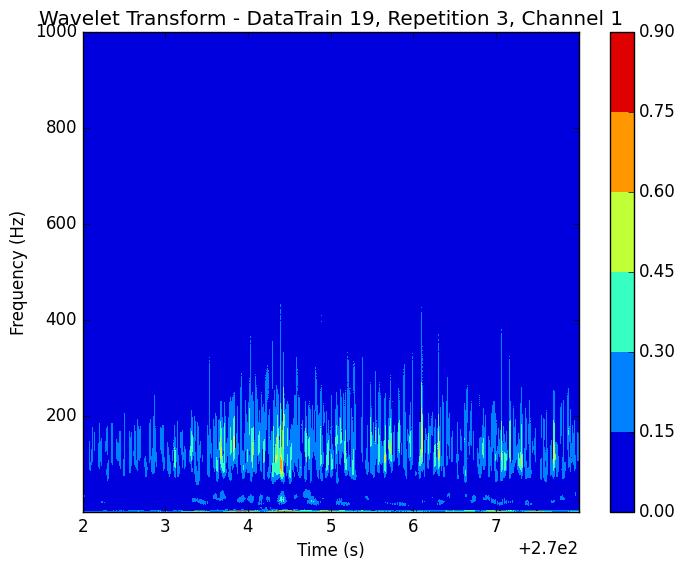 Wavelet Transform - DataTrain 19, Repetition 3, Channel 1
1000
800
600
400
200
Frequency (Hz)
2 3 4 5 6 7
Time (s)
+2.7e2
0.90
0.75
0.60
0.45
0.30
0.15
0.00